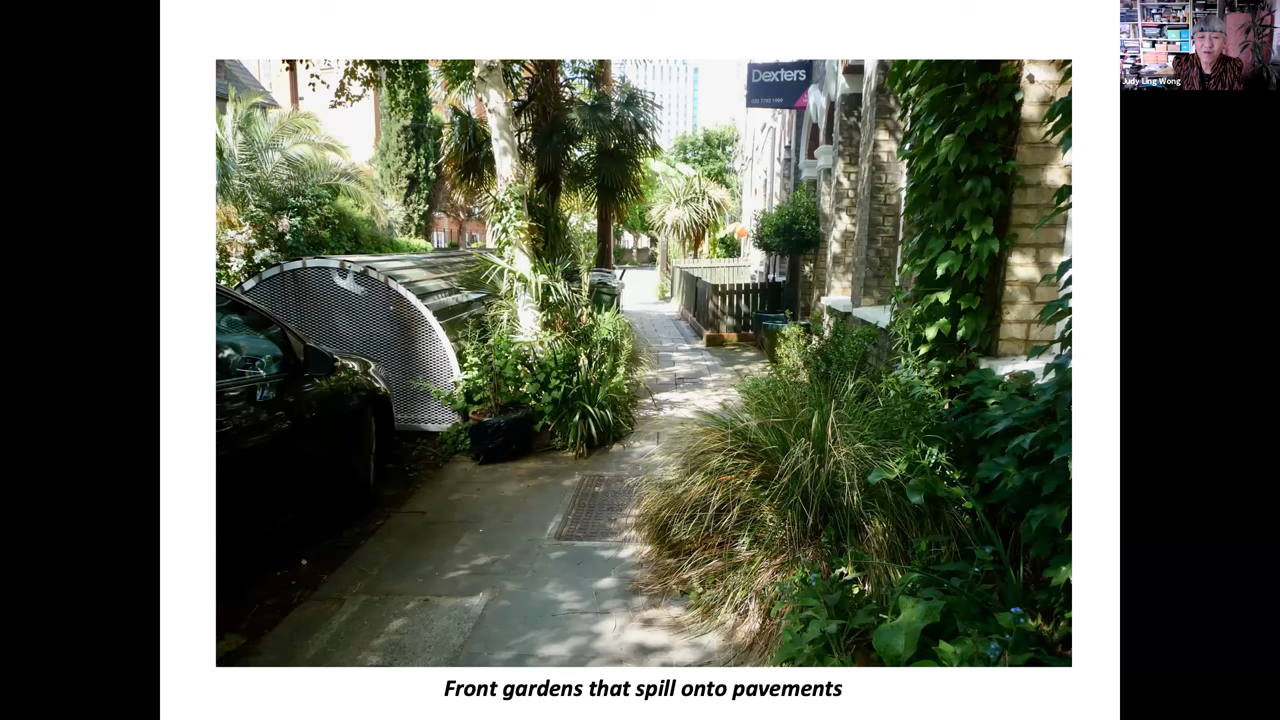 Dexters
Judy Ling Wong
Front gardens that spill onto pavements